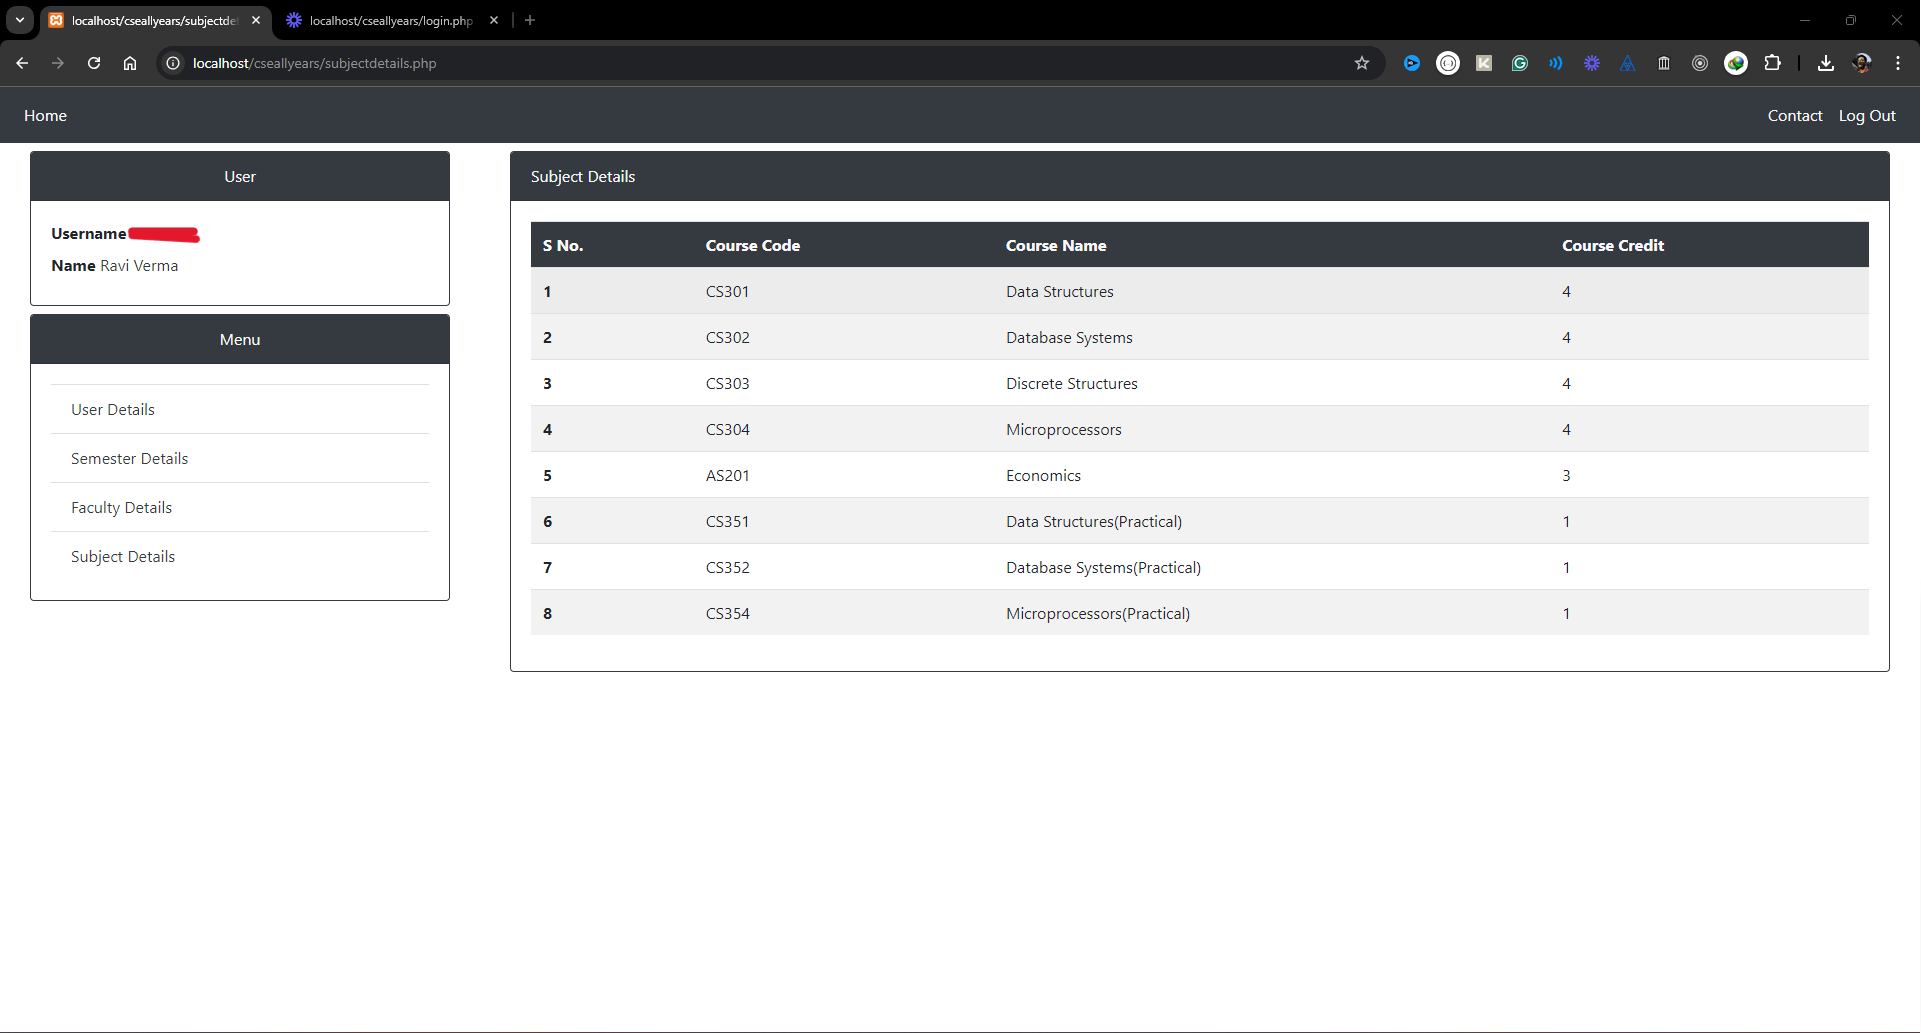 localhost/cseallyears/subjectde
localhost/cseallyears/login.php
localhost/cseallyears/subjectdetails.php
Home
Contact
Log Out
User
Username
Name Ravi Verma
Menu
User Details
Semester Details
Faculty Details
Subject Details
Subject Details
S No. Course Code Course Name Course Credit
1 CS301 Data Structures 4
2 CS302 Database Systems 4
3 CS303 Discrete Structures 4
4 CS304 Microprocessors 4
5 AS201 Economics 3
6 CS351 Data Structures(Practical) 1
7 CS352 Database Systems(Practical) 1
8 CS354 Microprocessors(Practical) 1